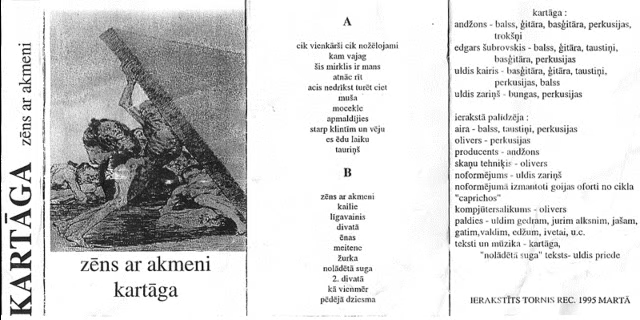 KARTĀGA zēns ar akmeni
zēns ar akmeni
kartāga
A
cik vienkārši cik nožēlojami
kam vajag
šis mirklis ir mans
atnāc rīt
acis nedrīkst turēt ciet
muša
mocekle
apmaldījies
starp klintīm un vēju
es ēdu laiku
tauriņš
B
zēns ar akmeni
kailie
līgavainis
divatā
ēnas
meitene
žurka
nolādētā suga
2. divatā
kā vienmēr
pēdējā dziesma
kartāga :
andžons - balss, ģitāra, basģitāra, perkusijas,
trokšņi
edgars šubrovskis - balss, ģitāra, taustiņi,
basģitāra, perkusijas
uldis kairis - basģitāra, ģitāra, taustiņi,
perkusijas, balss
uldis zariņš - bungas, perkusijas
ierakstā palīdzēja :
aira - balss, taustiņi, perkusijas
olivers - perkusijas
producents - andžons
skaņu tehniķis - olivers
noformējums - uldis zariņš
noformējumā izmantoti goijas oforti no cikla
"caprichos"
kompjūtersalikums - olivers
paldies - uldim gedņam, jurim alksnim, jašam,
gatim,valdim, edžum, ivetai, u.c.
teksti un mūzika - kartāga,
"nolādētā suga" teksts- uldis priede
IERAKSTĪTS TORNIS REC. 1995 MARTĀ